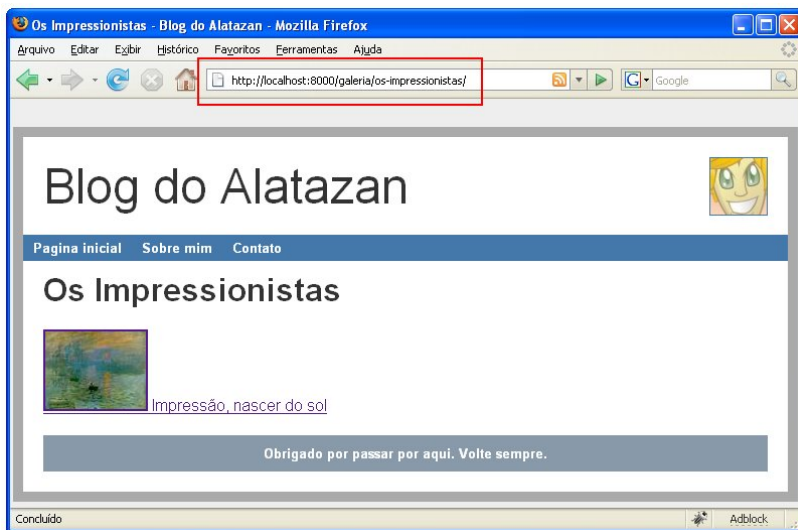 Os Impressionistas - Blog do Alatazan - Mozilla Firefox
Arquivo Editar Exibir Histórico Favoritos Ferramentas Ajuda
http://localhost:8000/galeria/os-impressionistas/ G Google
Blog do Alatazan
Pagina inicial Sobre mim Contato
Os Impressionistas
Impressão, nascer do sol
Obrigado por passar por aqui. Volte sempre.
Concluído Adblock